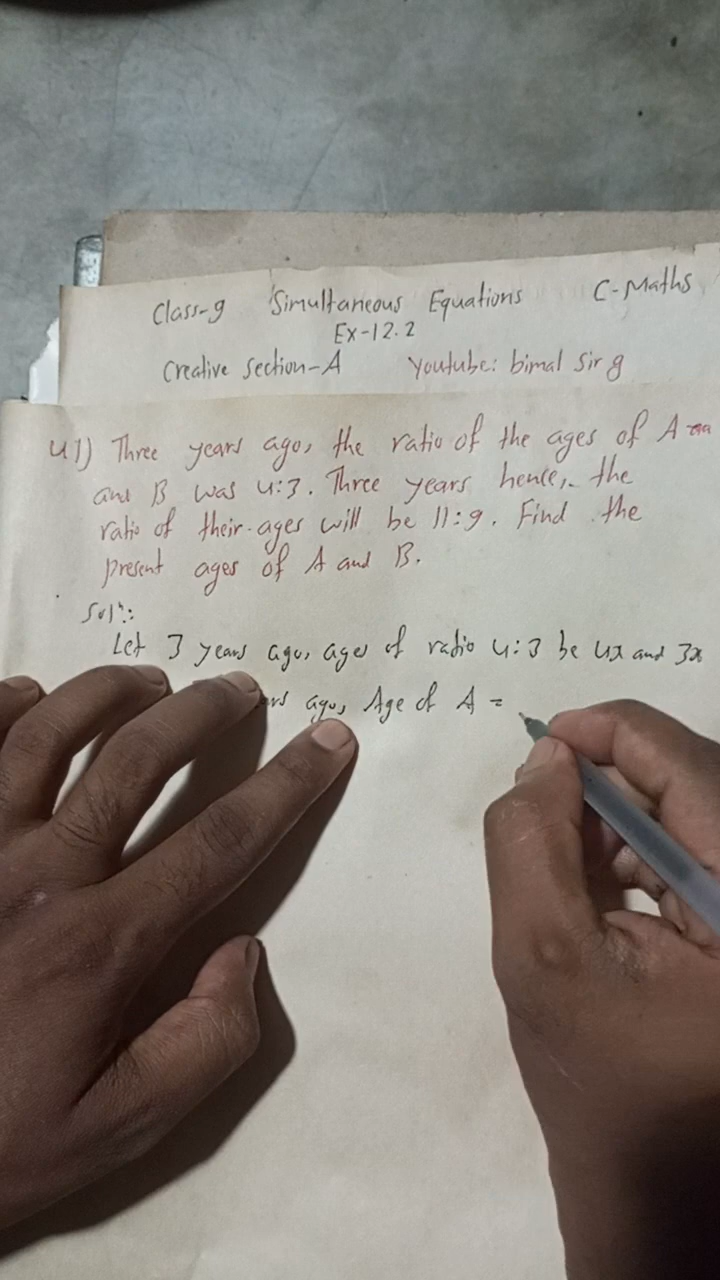 Class-9 Simultaneous Equations C-Maths
Ex-12.2
Creative Section-A Youtube: bimal Sir g
41) Three years ago, the ratio of the ages of A
and B was 4:3. Three years hence, the
ratio of their ages will be 11:9. Find the
present ages of A and B.
Solⁿ:
Let 3 years ago, ages of ratio 4:3 be 4x and 3x
ago, Age of A =